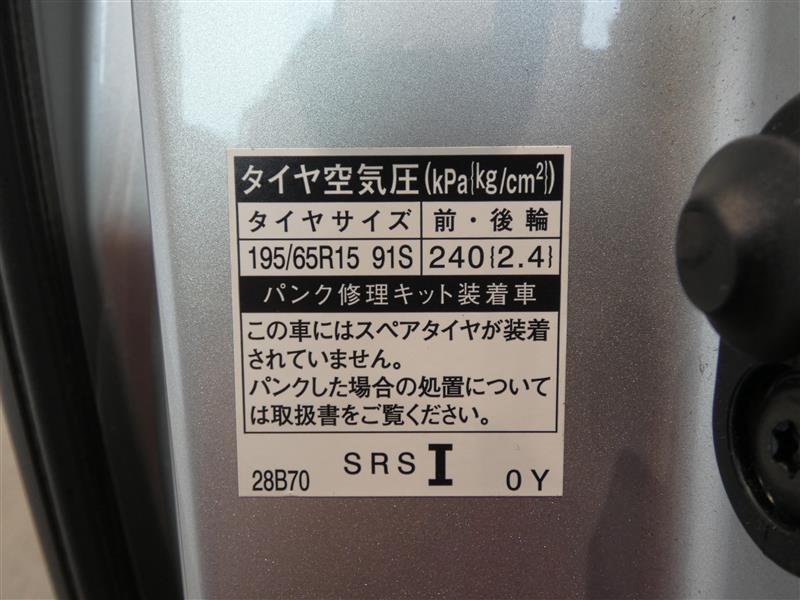 タイヤ空気圧(kPa{kg/cm²})
タイヤサイズ 前・後輪
195/65R15 91S 240{2.4}
パンク修理キット装着車
この車にはスペアタイヤが装着
されていません。
パンクした場合の処置について
は取扱書をご覧ください。
28B70 SRS I 0Y